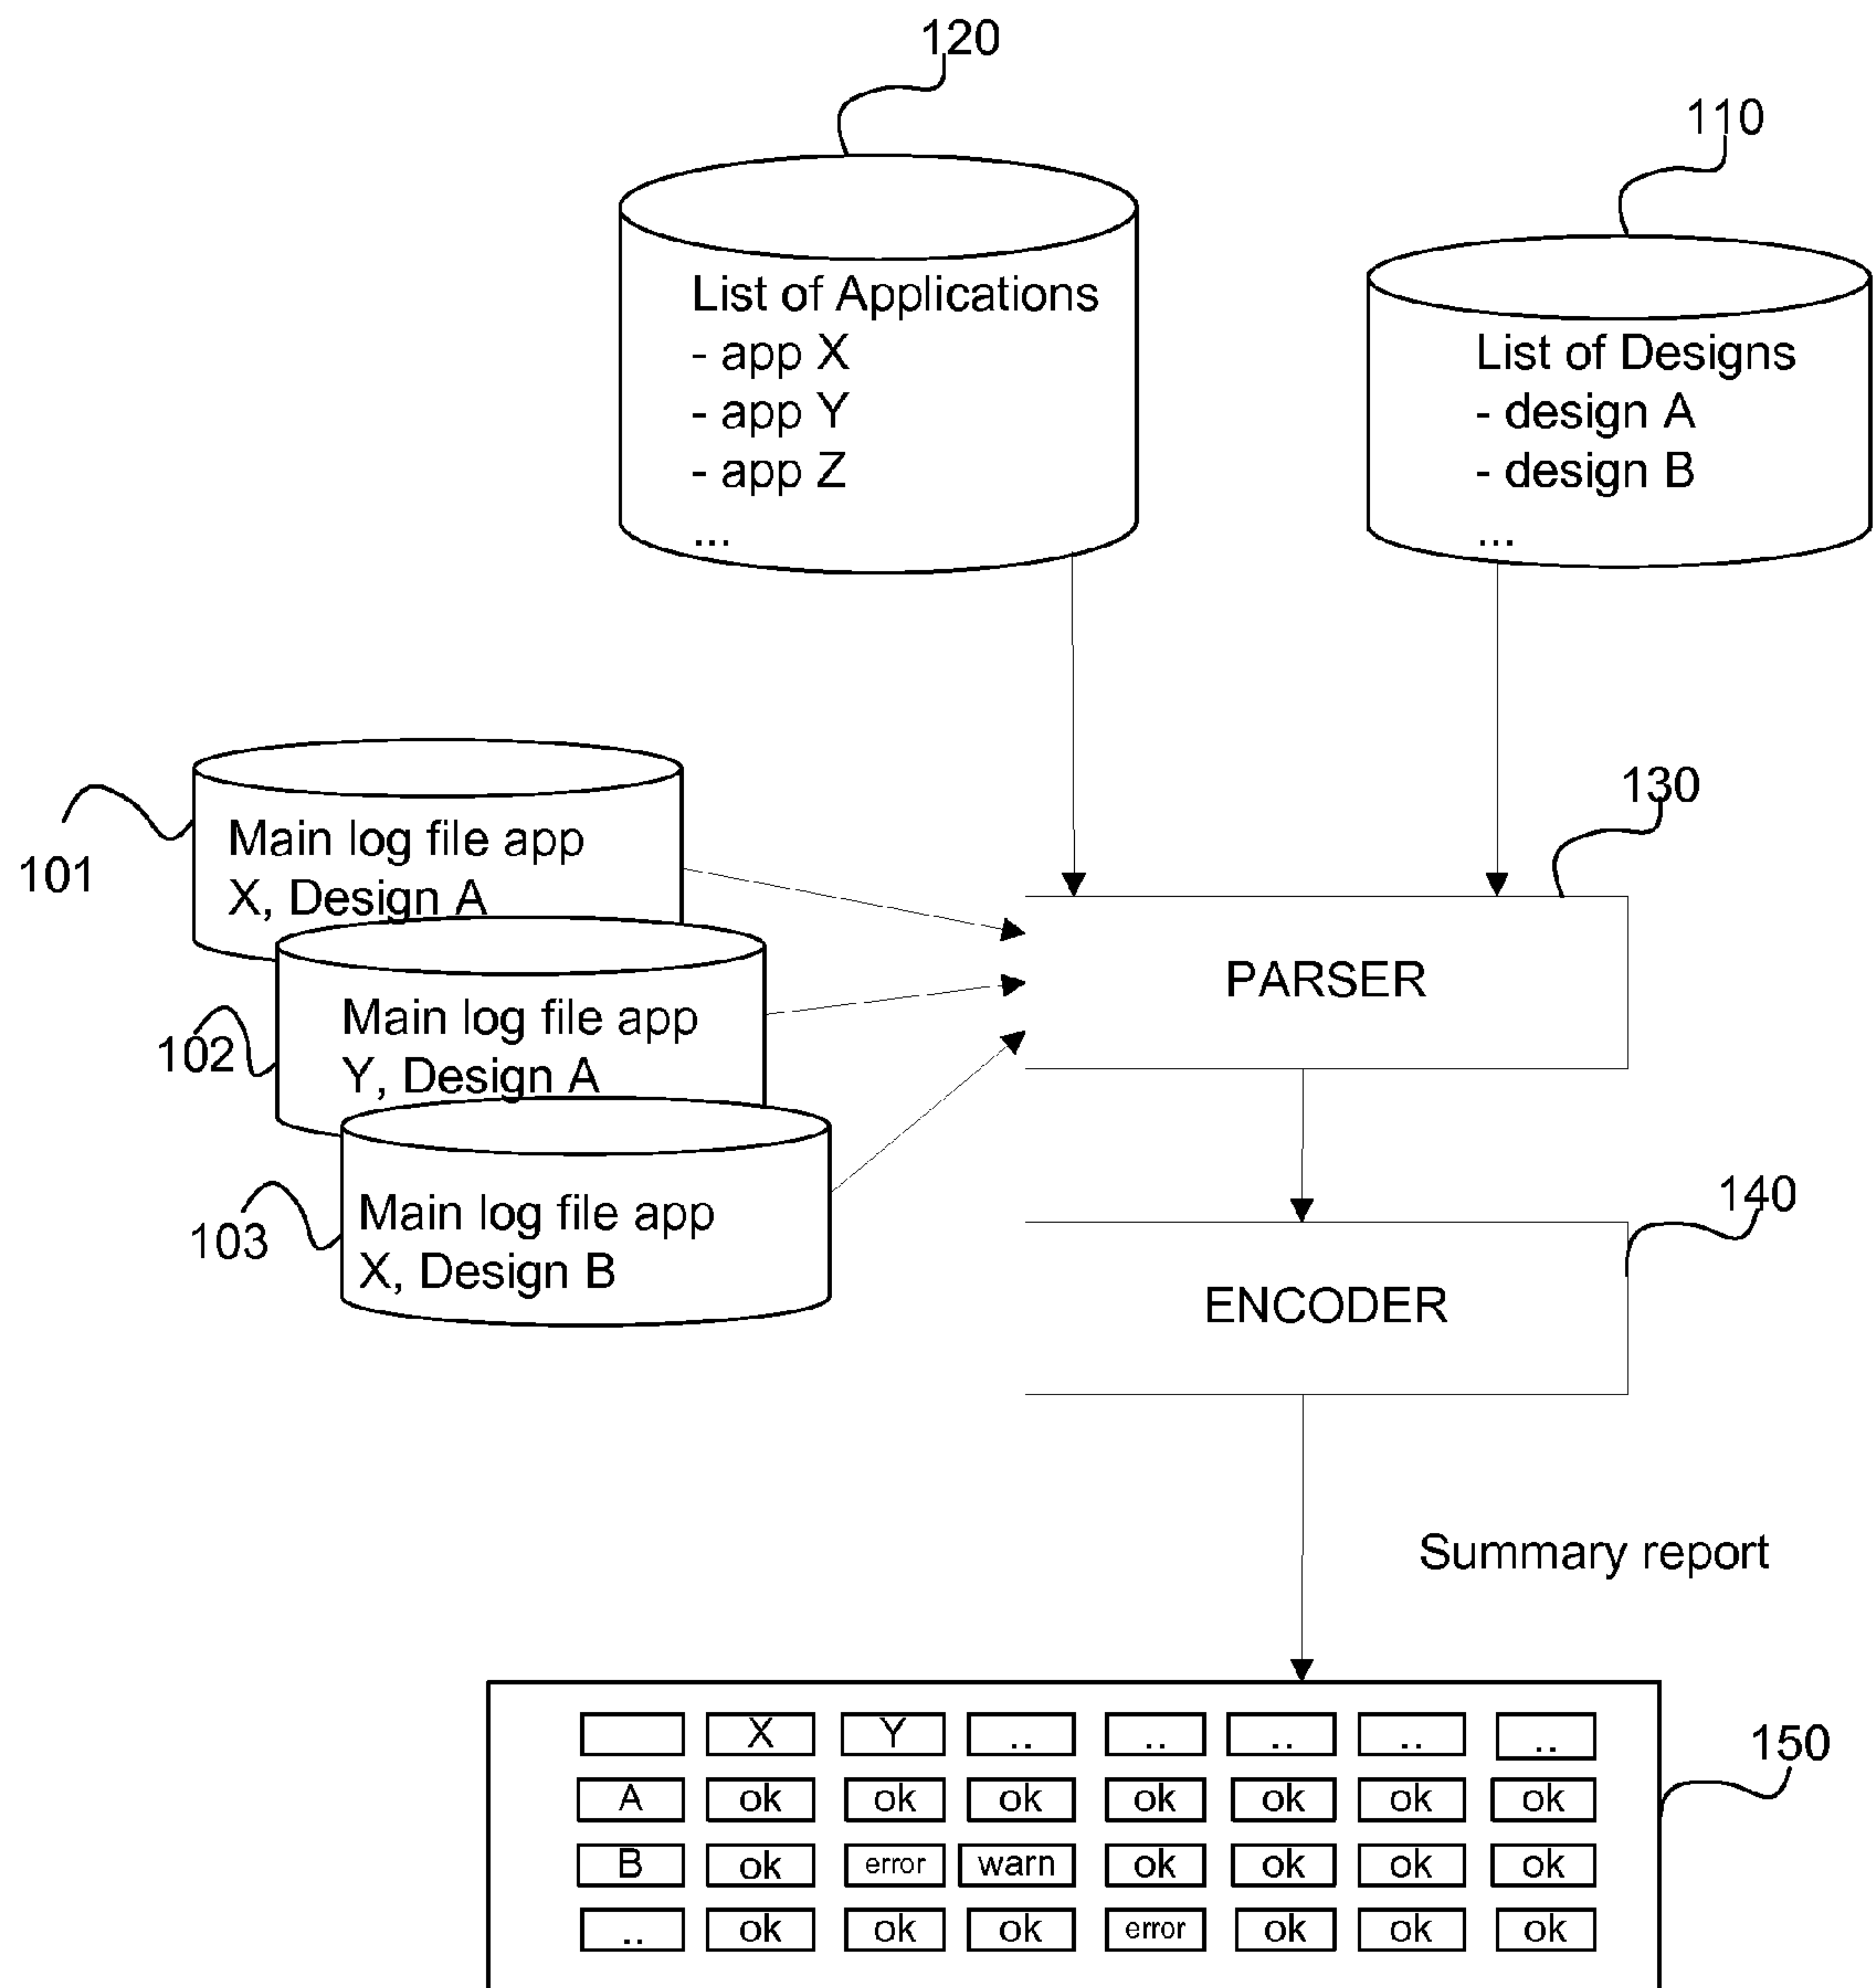 120
110
List of Applications
- app X
- app Y
- app Z
...
List of Designs
- design A
- design B
...
101
Main log file app
X, Design A
102
Main log file app
Y, Design A
103
Main log file app
X, Design B
130
PARSER
140
ENCODER
Summary report
150
X Y .. .. .. .. ..
A ok ok ok ok ok ok ok
B ok error warn ok ok ok ok
.. ok ok ok error ok ok ok